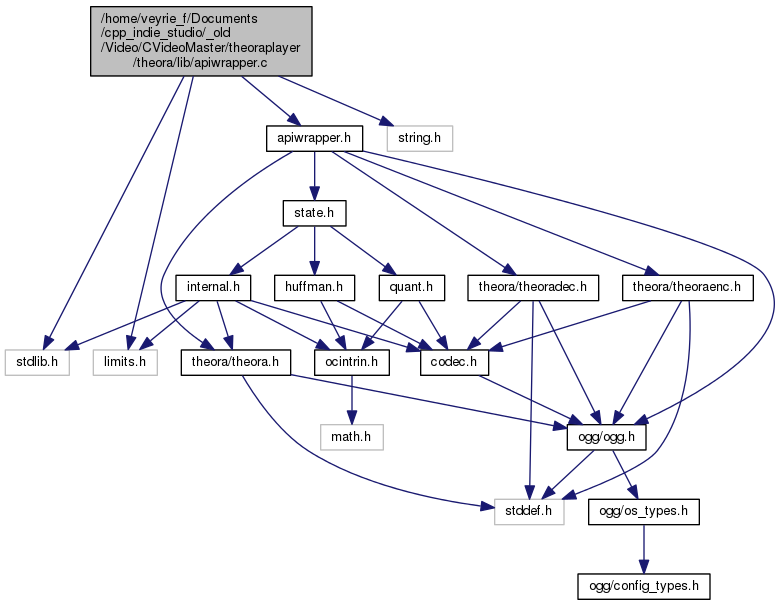 /home/veyrie_f/Documents
/cpp_indie_studio/_old
/Video/CVideoMaster/theoraplayer
/theora/lib/apiwrapper.c
apiwrapper.h
string.h
state.h
internal.h
huffman.h
quant.h
theora/theoradec.h
theora/theoraenc.h
stdlib.h
limits.h
theora/theora.h
ocintrin.h
codec.h
math.h
ogg/ogg.h
stddef.h
ogg/os_types.h
ogg/config_types.h